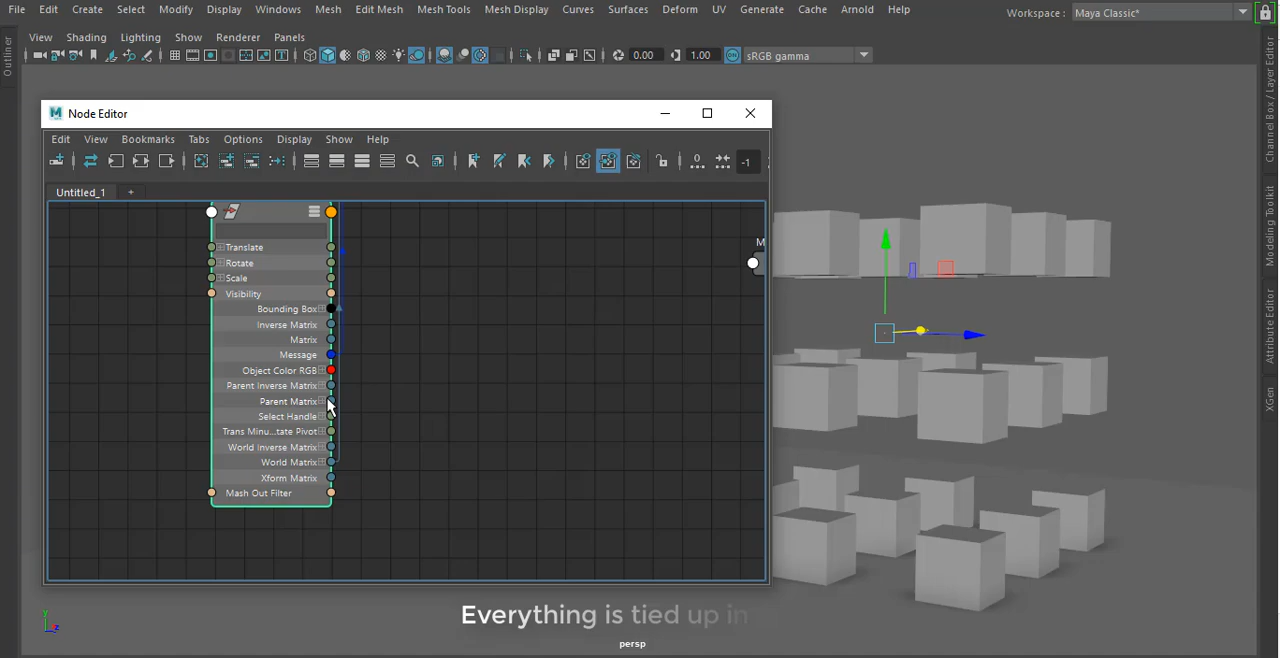 File Edit Create Select Modify Display Windows Mesh Edit Mesh Mesh Tools Mesh Display Curves Surfaces Deform UV Generate Cache Arnold Help
Workspace : Maya Classic*
View Shading Lighting Show Renderer Panels
0.00 1.00 sRGB gamma
Outliner
Channel Box / Layer Editor
Modeling Toolkit
Attribute Editor
XGen
Node Editor
Edit View Bookmarks Tabs Options Display Show Help
0 -1
Untitled_1 +
Translate
Rotate
Scale
Visibility
Bounding Box
Inverse Matrix
Matrix
Message
Object Color RGB
Parent Inverse Matrix
Parent Matrix
Select Handle
Trans Minu...tate Pivot
World Inverse Matrix
World Matrix
Xform Matrix
Mash Out Filter
M
Everything is tied up in
y
z
persp